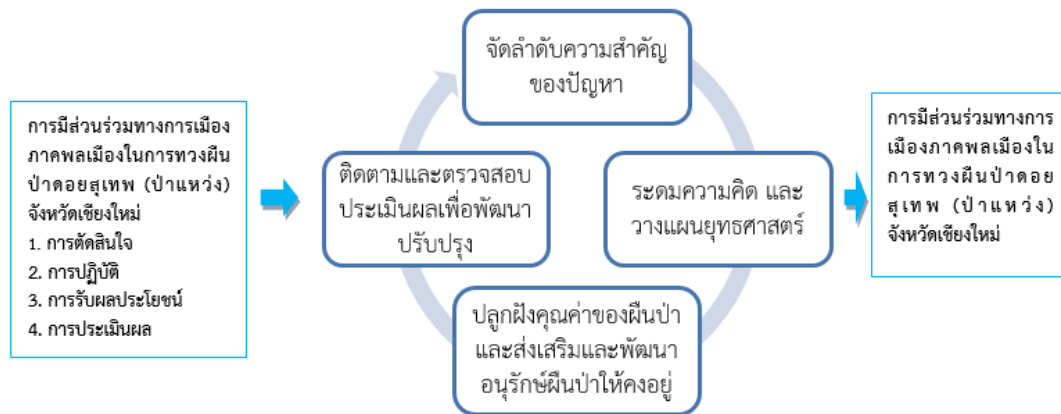 การมีส่วนร่วมทางการเมือง
ภาคพลเมืองในการทวงผืน
ป่าดอยสุเทพ (ป่าแหว่ง)
จังหวัดเชียงใหม่
1. การตัดสินใจ
2. การปฏิบัติ
3. การรับผลประโยชน์
4. การประเมินผล
จัดลำดับความสำคัญ
ของปัญหา
ระดมความคิด และ
วางแผนยุทธศาสตร์
ปลูกฝังคุณค่าของผืนป่า
และส่งเสริมและพัฒนา
อนุรักษ์ผืนป่าให้คงอยู่
ติดตามและตรวจสอบ
ประเมินผลเพื่อพัฒนา
ปรับปรุง
การมีส่วนร่วมทางการ
เมืองภาคพลเมืองใน
การทวงผืนป่าดอย
สุเทพ (ป่าแหว่ง)
จังหวัดเชียงใหม่